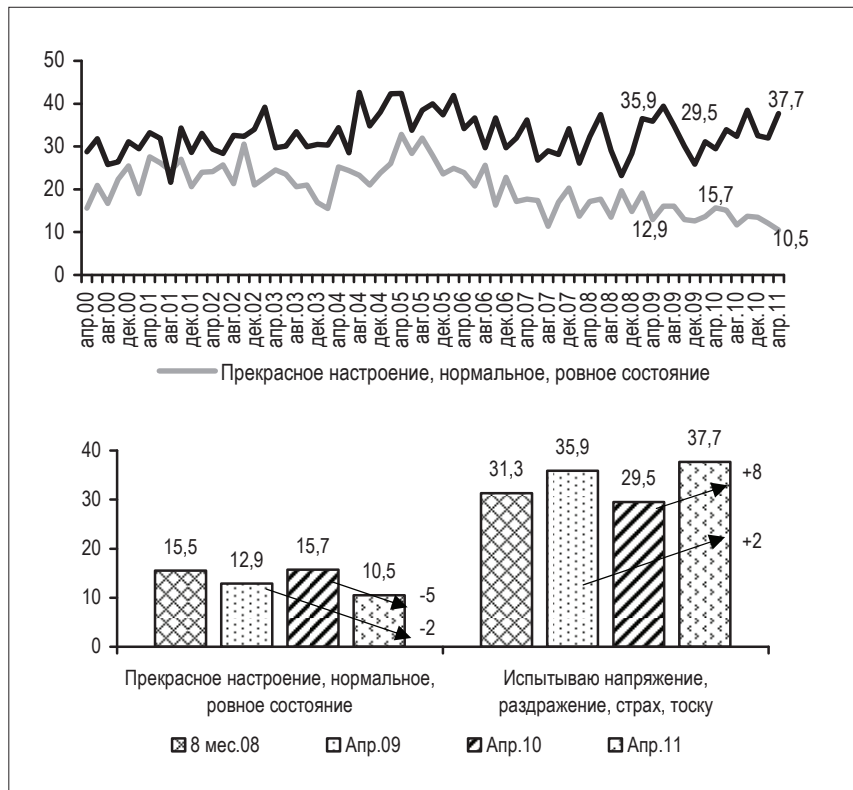 50
40
30
20
10
0
35,9
29,5
37,7
12,9
15,7
10,5
апр.00
авг.00
дек.00
апр.01
авг.01
дек.01
апр.02
авг.02
дек.02
апр.03
авг.03
дек.03
апр.04
авг.04
дек.04
апр.05
авг.05
дек.05
апр.06
авг.06
дек.06
апр.07
авг.07
дек.07
апр.08
авг.08
дек.08
апр.09
авг.09
дек.09
апр.10
авг.10
дек.10
апр.11
Прекрасное настроение, нормальное, ровное состояние
40
30
20
10
0
15,5
12,9
15,7
10,5
-5
-2
31,3
35,9
29,5
37,7
+8
+2
Прекрасное настроение, нормальное,
ровное состояние
Испытываю напряжение,
раздражение, страх, тоску
8 мес.08
Апр.09
Апр.10
Апр.11